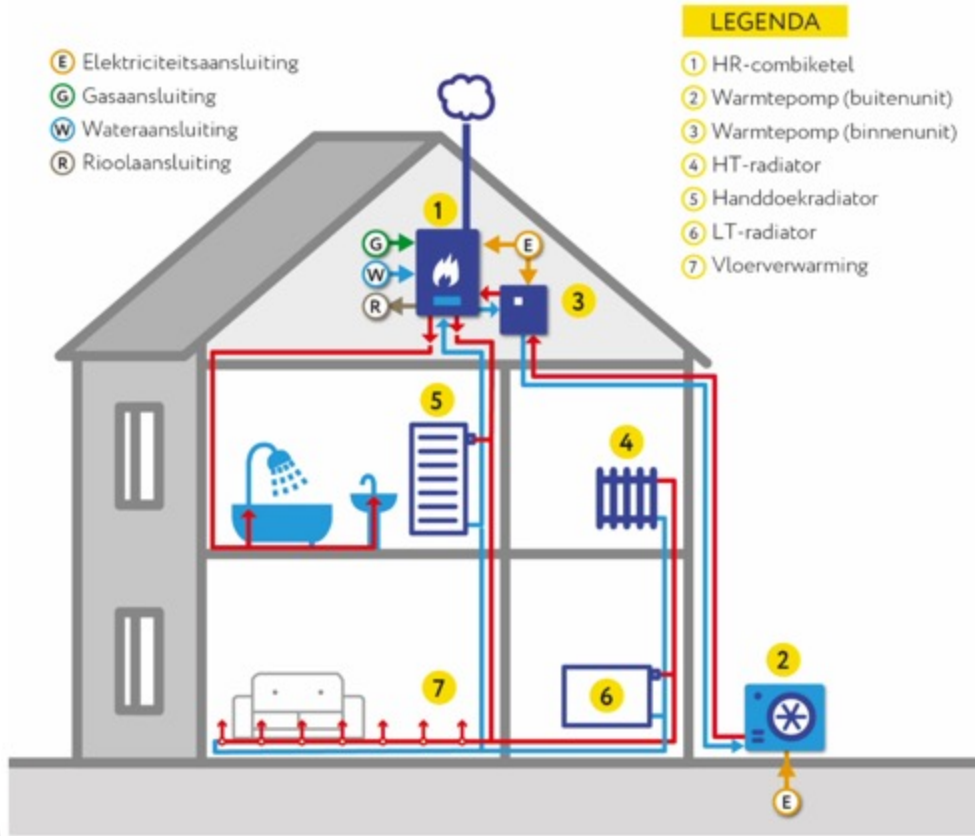 LEGENDA
E Elektriciteitsaansluiting
G Gasaansluiting
W Wateraansluiting
R Rioolaansluiting
1 HR-combiketel
2 Warmtepomp (buitenunit)
3 Warmtepomp (binnenunit)
4 HT-radiator
5 Handdoekradiator
6 LT-radiator
7 Vloerverwarming
1
G
E
W
R
3
5
4
7
6
2
E